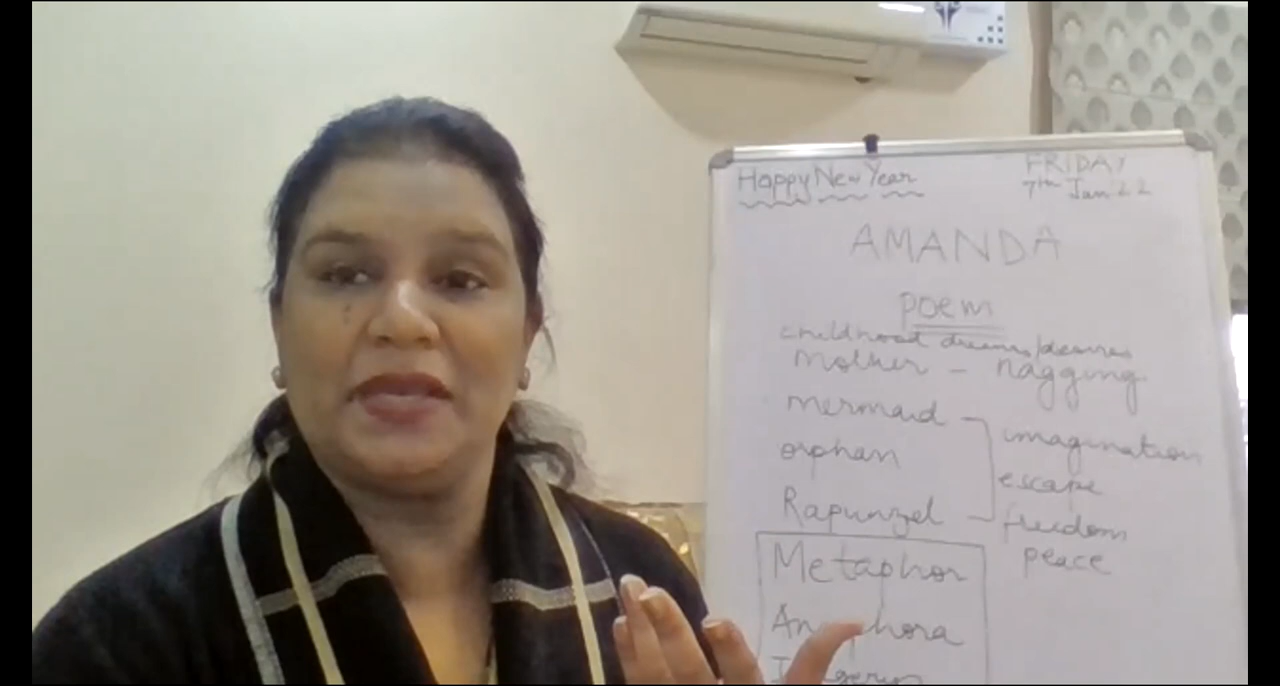 Happy New Year
FRIDAY
7th Jan 22
AMANDA
poem
childhood dreams/desires
Mother - nagging
mermaid
imagination
orphan
escape
Rapunzel
freedom
peace
Metaphor